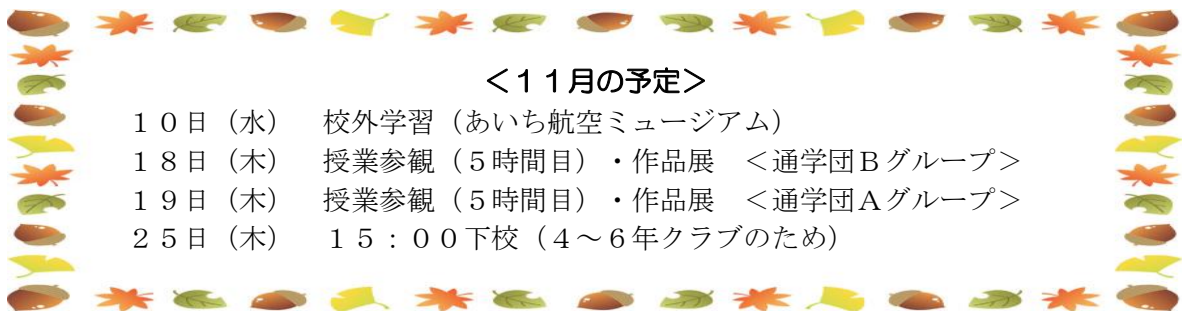 ＜１１月の予定＞
１０日（水）　校外学習（あいち航空ミュージアム）
１８日（木）　授業参観（５時間目）・作品展　＜通学団Ｂグループ＞
１９日（木）　授業参観（５時間目）・作品展　＜通学団Ａグループ＞
２５日（木）　１５：００下校（４～６年クラブのため）